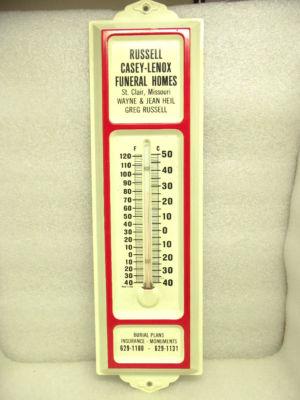 RUSSELL
CASEY-LENOX
FUNERAL HOMES
St. Clair, Missouri
WAYNE & JEAN HEIL
GREG RUSSELL
F C
120 50
110
100 40
90 30
80
70 20
60
50 10
40
30 0
20
10 10
0
10 20
20
30 30
40 40
BURIAL PLANS
INSURANCE - MONUMENTS
629-1100 - 629-1131